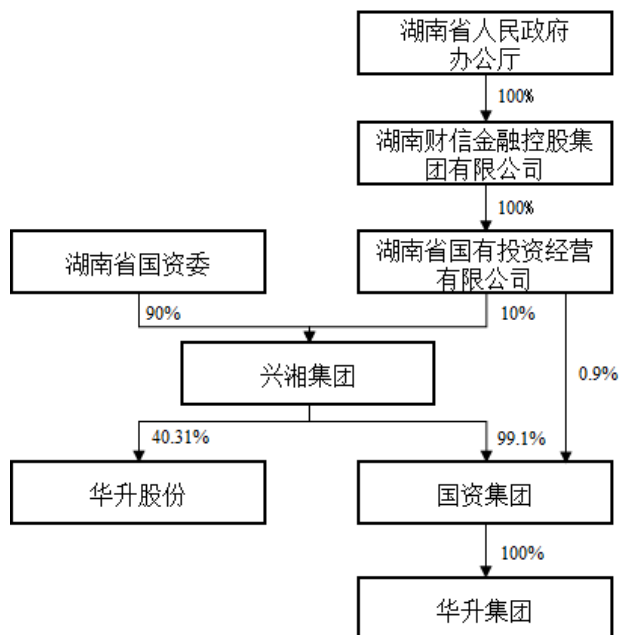 湖南省人民政府
办公厅
100%
湖南财信金融控股集
团有限公司
100%
湖南省国资委
湖南省国有投资经营
有限公司
90%
10%
兴湘集团
0.9%
40.31%
99.1%
华升股份
国资集团
100%
华升集团